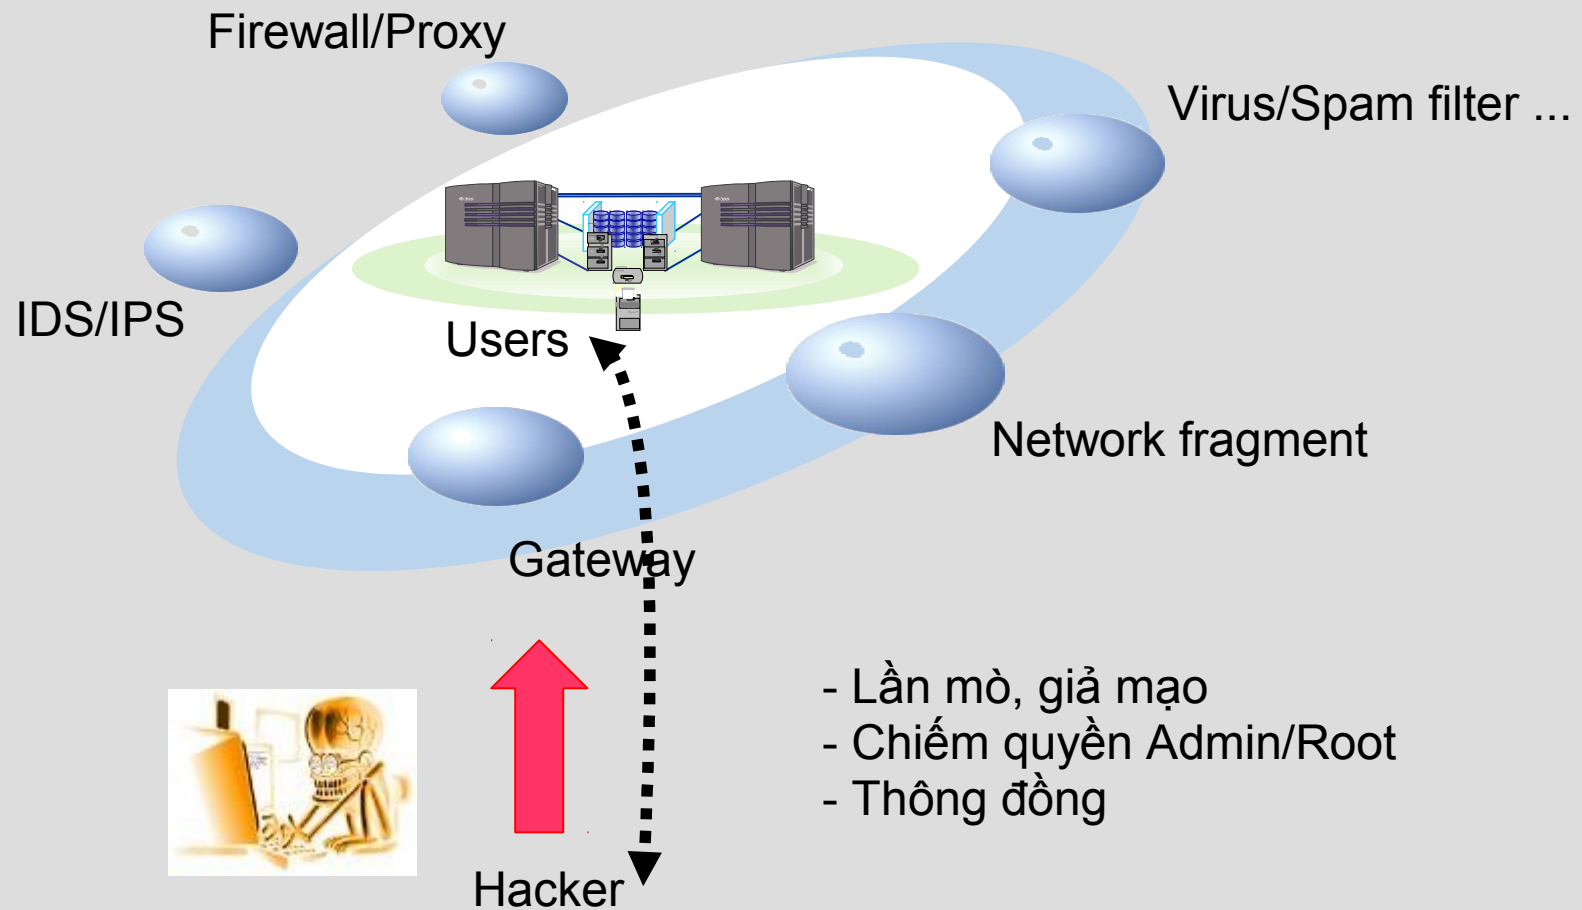 Firewall/Proxy
Virus/Spam filter ...
IDS/IPS
Users
Network fragment
Gateway
- Lần mò, giả mạo
- Chiếm quyền Admin/Root
- Thông đồng
Hacker